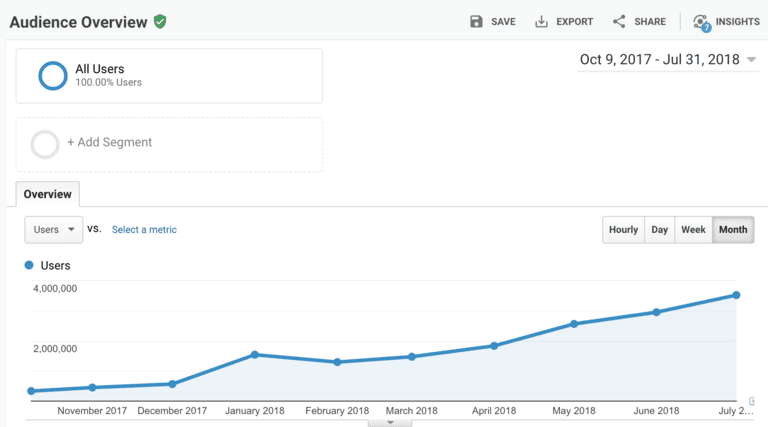 Audience Overview
SAVE EXPORT SHARE 7 INSIGHTS
All Users
100.00% Users
Oct 9, 2017 - Jul 31, 2018
+ Add Segment
Overview
Users vs. Select a metric
Hourly Day Week Month
Users
4,000,000
2,000,000
November 2017 December 2017 January 2018 February 2018 March 2018 April 2018 May 2018 June 2018 July 2…